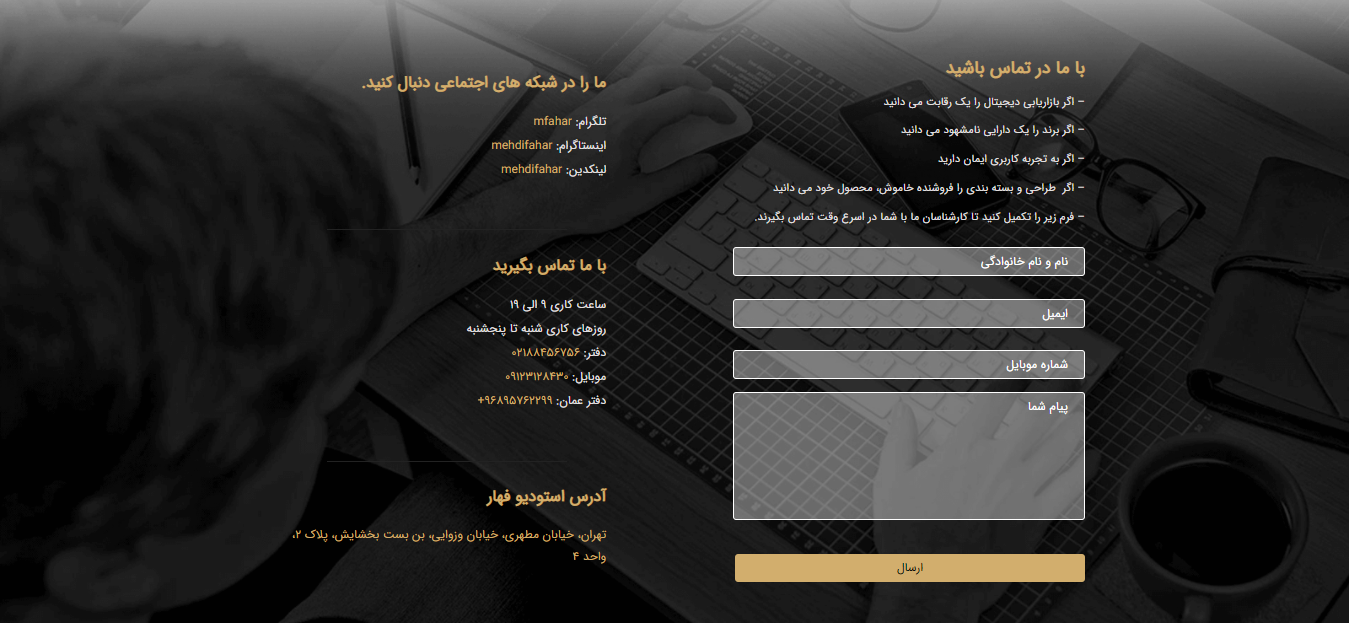 با ما در تماس باشید
– اگر بازاریابی دیجیتال را یک رقابت می دانید
– اگر برند را یک دارایی نامشهود می دانید
– اگر به تجربه کاربری ایمان دارید
– اگر طراحی و بسته بندی را فروشنده خاموش، محصول خود می دانید
– فرم زیر را تکمیل کنید تا کارشناسان ما با شما در اسرع وقت تماس بگیرند.
نام و نام خانوادگی
ایمیل
شماره موبایل
پیام شما
ارسال
ما را در شبکه های اجتماعی دنبال کنید.
تلگرام: mfahar
اینستاگرام: mehdifahar
لینکدین: mehdifahar
با ما تماس بگیرید
ساعت کاری ۹ الی ۱۹
روزهای کاری شنبه تا پنجشنبه
دفتر: ۰۲۱۸۸۴۵۶۷۵۶
موبایل: ۰۹۱۲۳۱۲۸۴۳۰
دفتر عمان: ۹۶۸۹۵۷۶۲۲۹۹+
آدرس استودیو فهار
تهران، خیابان مطهری، خیابان وزوایی، بن بست بخشایش، پلاک ۲،
واحد ۴